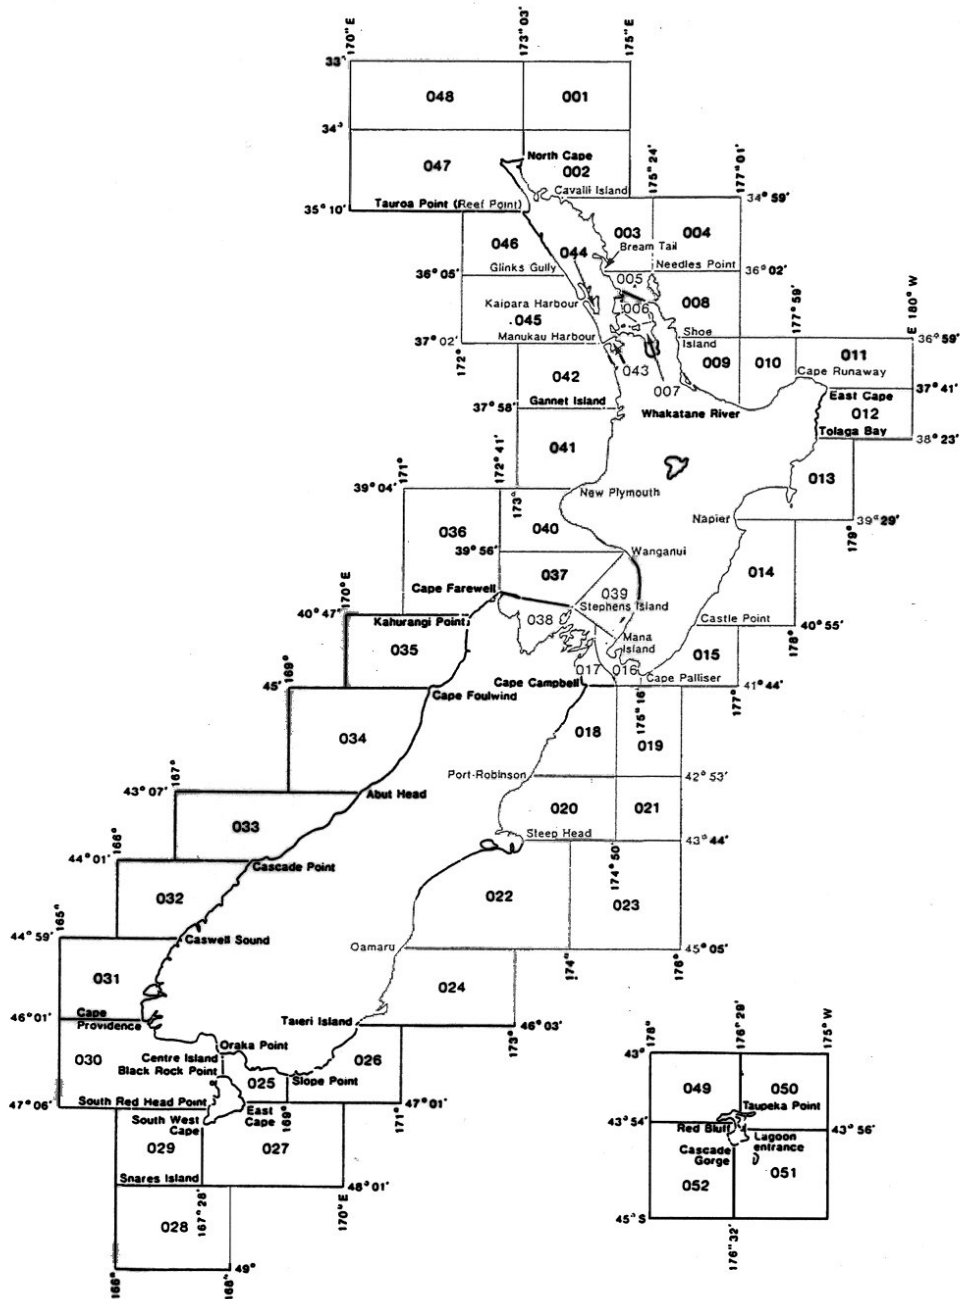 170° E
173° 03′
175° E
33°
048
001
34°
047
North Cape
002
175° 24′
177° 01′
Cavalli Island
34° 59′
Tauroa Point (Reef Point)
35° 10′
003
004
046
044
Bream Tail
Glinks Gully
005
Needles Point
36° 05′
36° 02′
Kaipara Harbour
006
008
177° 59′
E 180° W
045
Manukau Harbour
Shoe
Island
37° 02′
36° 59′
172°
043
009
010
011
Cape Runaway
042
007
37° 41′
East Cape
Gannet Island
Whakatane River
012
37° 58′
Tolaga Bay
38° 23′
041
172° 41′
171°
013
39° 04′
173°
New Plymouth
036
040
Napier
39° 29′
179°
39° 56′
Wanganui
037
014
170° E
Cape Farewell
039
Stephens Island
40° 47′
Kahurangi Point
038
Castle Point
40° 55′
Mana
Island
178°
035
169°
017
016
015
Cape Palliser
45′
Cape Campbell
41° 44′
Cape Foulwind
175° 16′
177°
034
018
019
167°
Port Robinson
42° 53′
43° 07′
Abut Head
020
021
033
Steep Head
43° 44′
166°
44° 01′
Cascade Point
174° 50′
032
022
023
165°
44° 59′
Caswell Sound
Oamaru
45° 05′
174°
176°
031
024
46° 01′
Cape
Providence
Taieri Island
46° 03′
173°
178°
176° 29′
175° W
Oraka Point
43°
030
Centre Island
Black Rock Point
026
025
Slope Point
049
050
47° 06′
South Red Head Point
47° 01′
Taupeka Point
East
Cape
169°
171°
43° 54′
Red Bluff
43° 56′
South West
Cape
Lagoon
entrance
029
027
Cascade
Gorge
051
Snares Island
48° 01′
052
167° 28′
170° E
028
45° S
176° 32′
49°
166°
168°